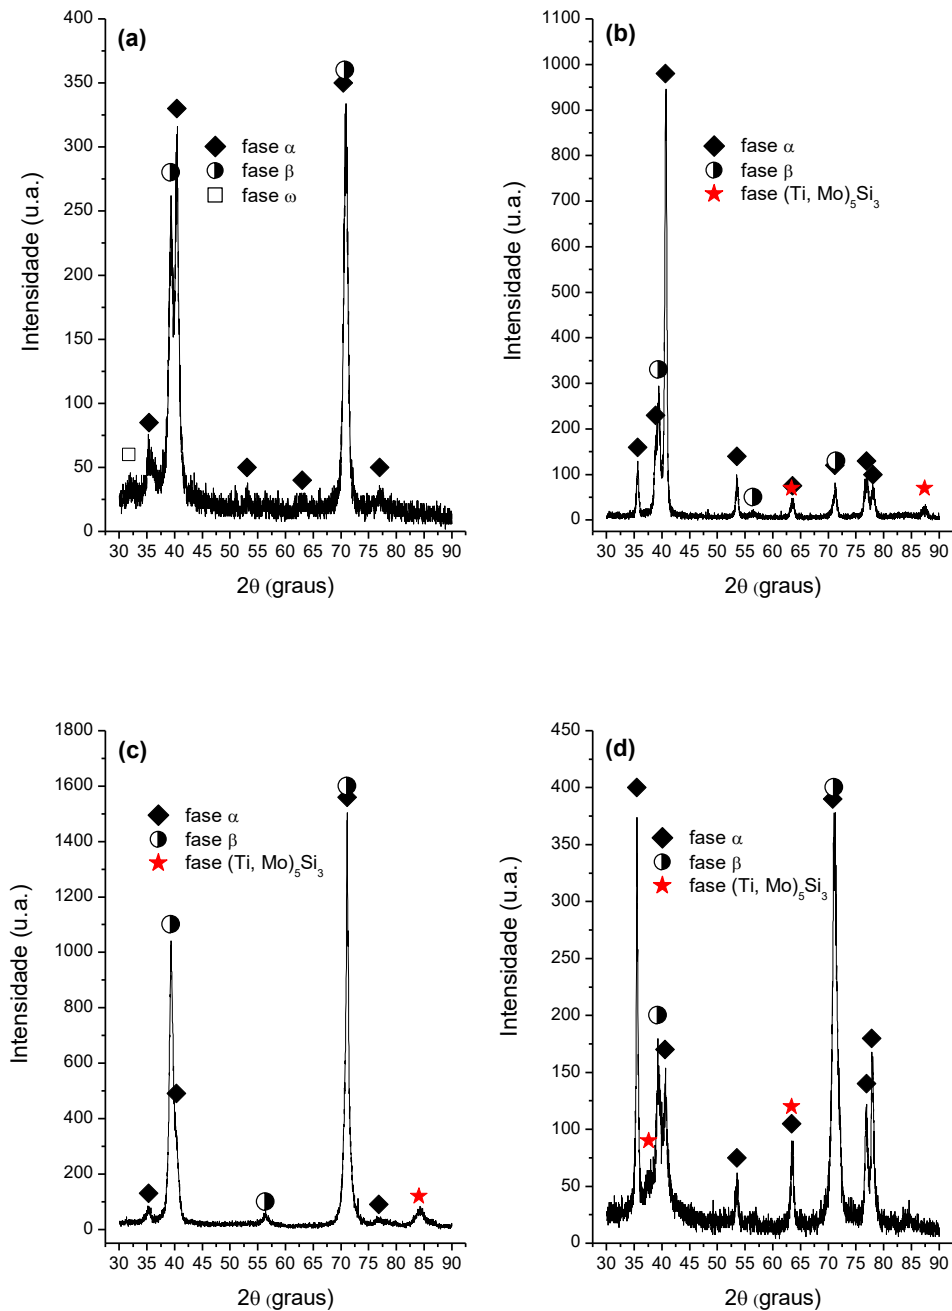 (a)
400
350
300
250
200
150
100
50
0
Intensidade (u.a.)
fase α
fase β
fase ω
30 35 40 45 50 55 60 65 70 75 80 85 90
2θ (graus)
(b)
1100
1000
900
800
700
600
500
400
300
200
100
0
Intensidade (u.a.)
fase α
fase β
fase (Ti, Mo)₅Si₃
30 35 40 45 50 55 60 65 70 75 80 85 90
2θ (graus)
(c)
1800
1600
1400
1200
1000
800
600
400
200
0
Intensidade (u.a.)
fase α
fase β
fase (Ti, Mo)₅Si₃
30 35 40 45 50 55 60 65 70 75 80 85 90
2θ (graus)
(d)
450
400
350
300
250
200
150
100
50
0
Intensidade (u.a.)
fase α
fase β
fase (Ti, Mo)₅Si₃
30 35 40 45 50 55 60 65 70 75 80 85 90
2θ (graus)